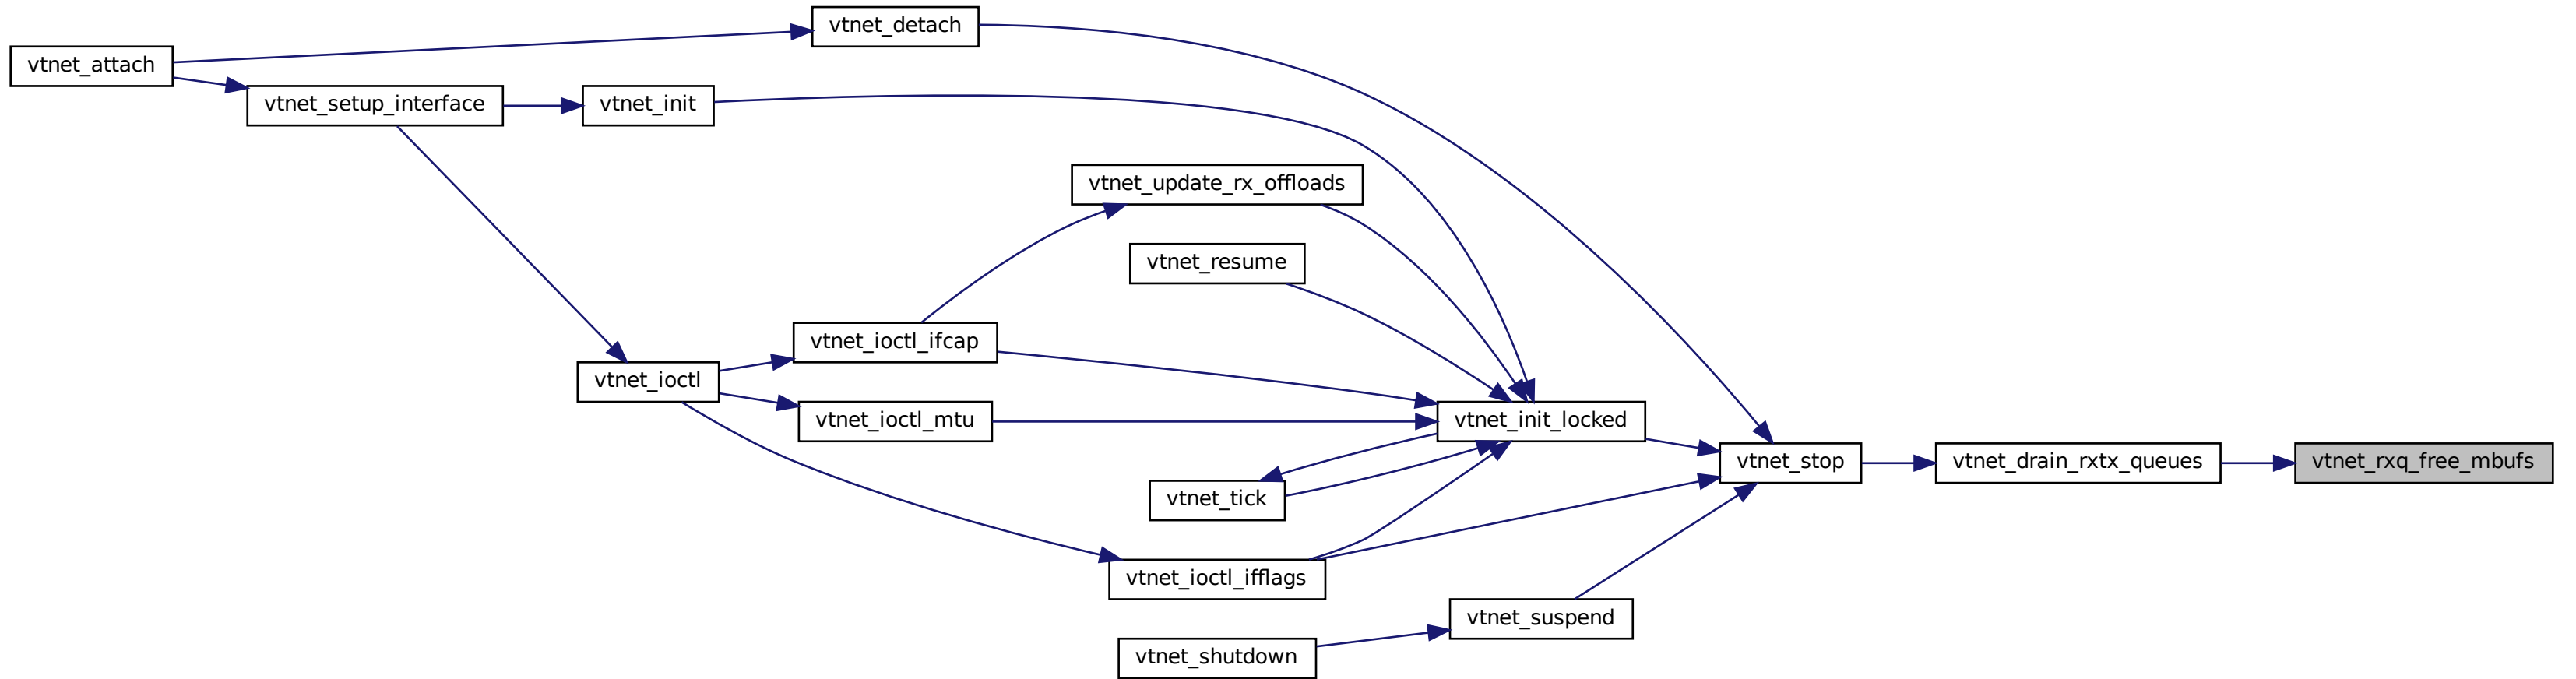 vtnet_detach
vtnet_attach
vtnet_setup_interface
vtnet_init
vtnet_update_rx_offloads
vtnet_resume
vtnet_ioctl_ifcap
vtnet_ioctl
vtnet_ioctl_mtu
vtnet_init_locked
vtnet_stop
vtnet_drain_rxtx_queues
vtnet_rxq_free_mbufs
vtnet_tick
vtnet_ioctl_ifflags
vtnet_suspend
vtnet_shutdown